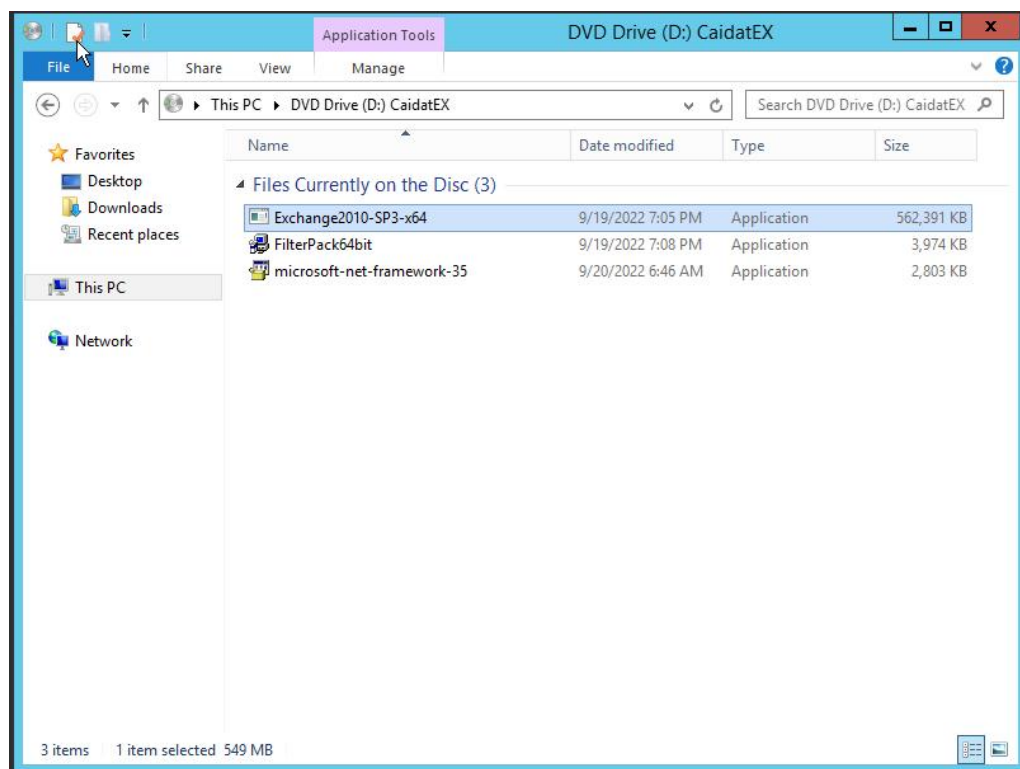 Application Tools
DVD Drive (D:) CaidatEX
File Home Share View Manage
This PC DVD Drive (D:) CaidatEX
Search DVD Drive (D:) CaidatEX
Favorites
Desktop
Downloads
Recent places
This PC
Network
Name Date modified Type Size
Files Currently on the Disc (3)
Exchange2010-SP3-x64 9/19/2022 7:05 PM Application 562,391 KB
FilterPack64bit 9/19/2022 7:08 PM Application 3,974 KB
microsoft-net-framework-35 9/20/2022 6:46 AM Application 2,803 KB
3 items 1 item selected 549 MB